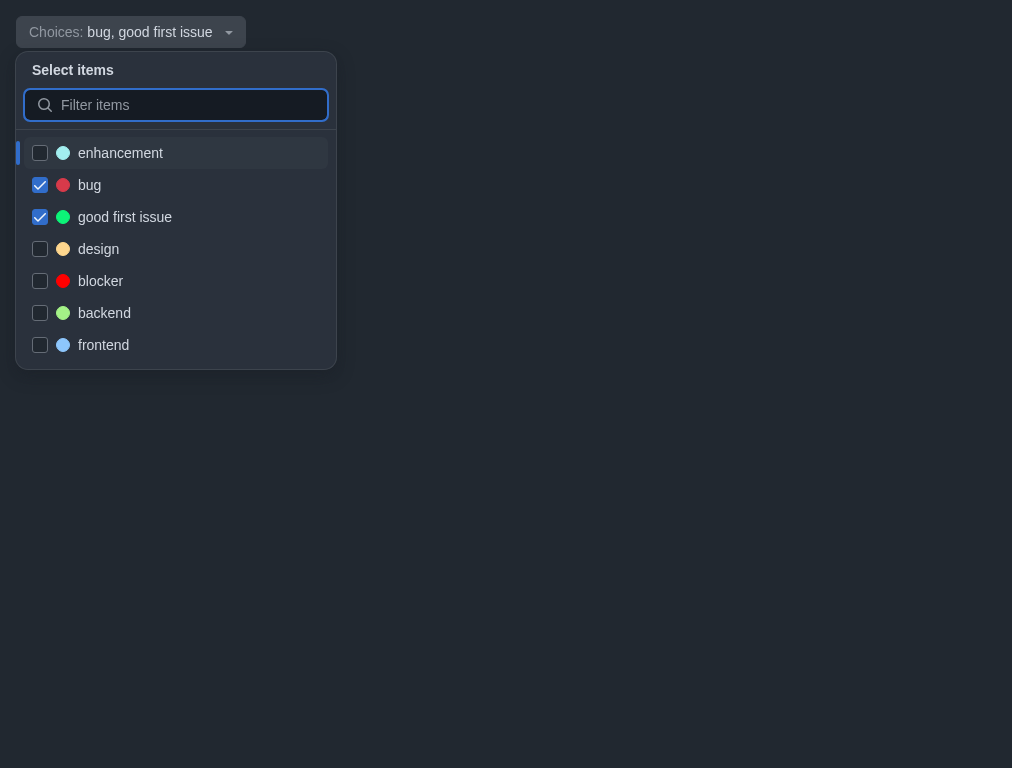 Choices: bug, good first issue
Select items
Filter items
enhancement
bug
good first issue
design
blocker
backend
frontend